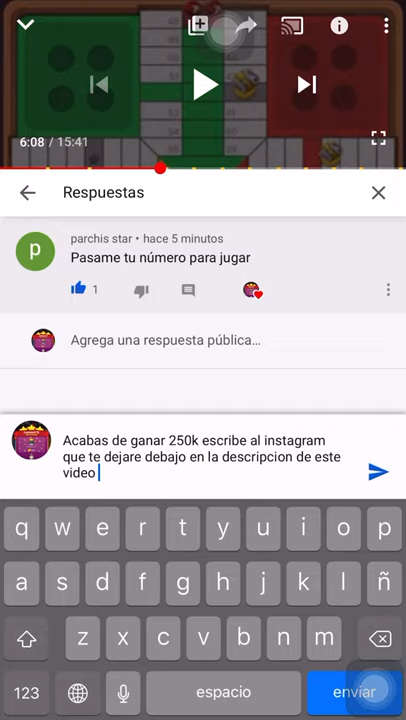 6:08 / 15:41
Respuestas
p
parchis star • hace 5 minutos
Pasame tu número para jugar
1
Agrega una respuesta pública...
Acabas de ganar 250k escribe al instagram
que te dejare debajo en la descripcion de este
video
q w e r t y u i o p
a s d f g h j k l ñ
z x c v b n m
123 espacio enviar